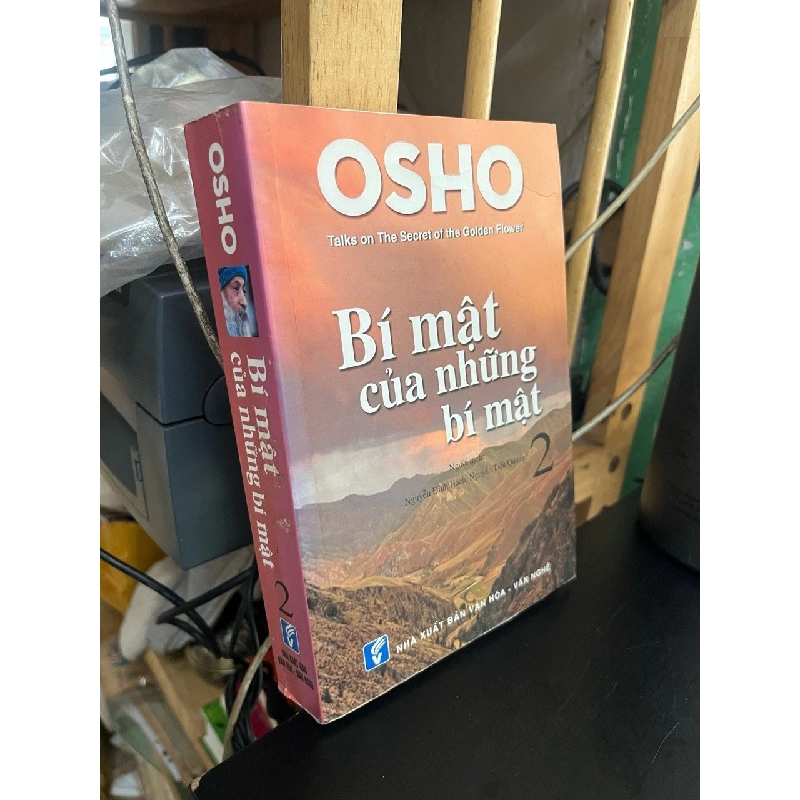 OSHO
Talks on The Secret of the Golden Flower
Bí mật
của những
bí mật
2
NHÀ XUẤT BẢN VĂN HÓA - VĂN NGHỆ
OSHO
Bí mật
của những bí mật
2